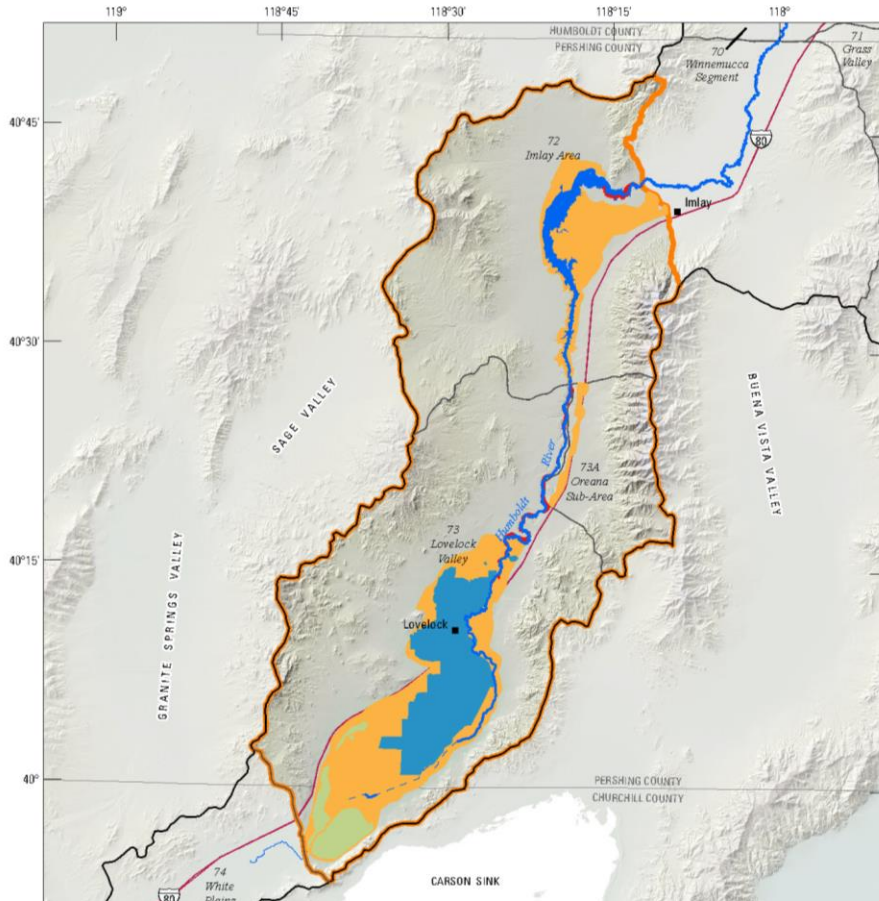 119°
118°45'
118°30'
118°15'
118°
HUMBOLDT COUNTY
PERSHING COUNTY
70
Winnemucca
Segment
71
Grass
Valley
40°45'
80
72
Imlay Area
Imlay
40°30'
SAGE VALLEY
BUENA VISTA VALLEY
Humboldt River
73A
Oreana
Sub-Area
73
Lovelock
Valley
40°15'
GRANITE SPRINGS VALLEY
Lovelock
40°
PERSHING COUNTY
CHURCHILL COUNTY
74
White
Plains
80
CARSON SINK